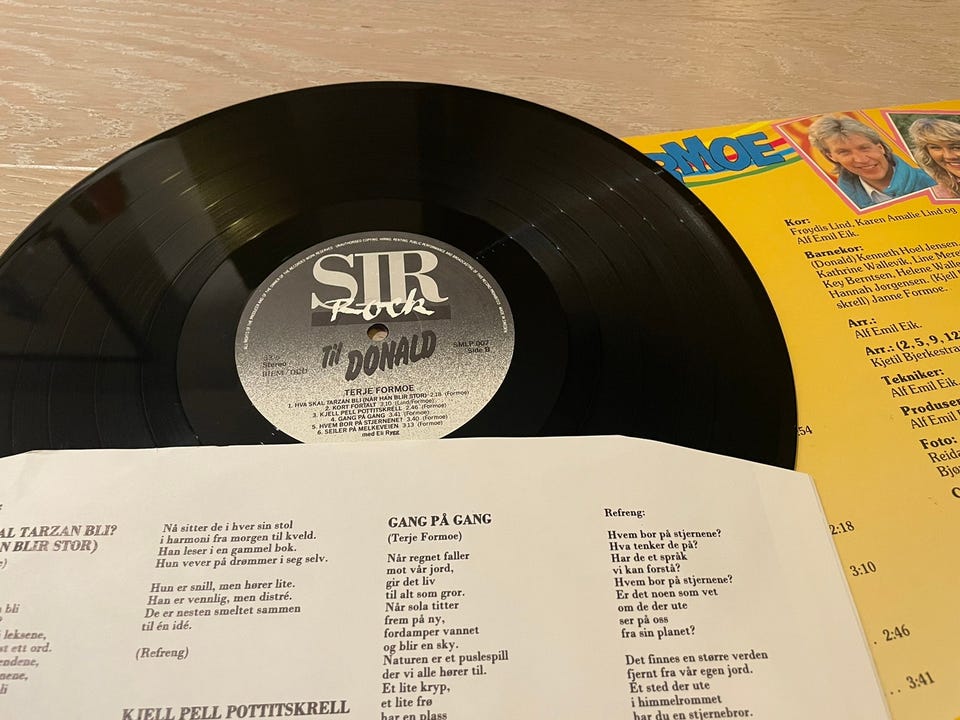 SIR
Rock
Til DONALD
Stereo
SMLP 007
Side B
TERJE FORMOE
1. HVA SKAL TARZAN BLI (NÅR HAN BLIR STOR) 2.18 (Formoe)
2. KORT FORTALT 3.10 (Lind/Formoe)
3. KJELL PELL POTTITSKRELL 2.46 (Formoe)
4. GANG PÅ GANG 3.41 (Formoe)
5. HVEM BOR PÅ STJERNENE? 3.40 (Formoe)
6. SEILER PÅ MELKEVEIEN 3.13 (Formoe)
med Eli Rygg
RMOE
Kor:
Frøydis Lind, Karen Amalie Lind og
Alf Emil Eik.
Barnekor:
(Donald) Kenneth Hoel Jensen,
Kathrine Wallevik, Line Mere
Key Berntsen, Helene Walle
Hannah Jørgensen. (Kjell
skrell) Janne Formoe.
Arr.:
Alf Emil Eik.
Arr.: (2, 5, 9, 12
Kjetil Bjerkestra
Tekniker:
Alf Emil Eik
Produsen
Alf Emil
Foto:
Reida
Bjø
:54
2:18
3:10
. 2:46
.. 3:41
AL TARZAN BLI?
N BLIR STOR)
bli
leksene,
st ett ord.
endene,
nene,
li
Nå sitter de i hver sin stol
i harmoni fra morgen til kveld.
Han leser i en gammel bok.
Hun vever på drømmer i seg selv.
Hun er snill, men hører lite.
Han er vennlig, men distré.
De er nesten smeltet sammen
til én idé.
(Refreng)
KJELL PELL POTTITSKRELL
GANG PÅ GANG
(Terje Formoe)
Når regnet faller
mot vår jord,
gir det liv
til alt som gror.
Når sola titter
frem på ny,
fordamper vannet
og blir en sky.
Naturen er et puslespill
der vi alle hører til.
Et lite kryp,
et lite frø
har en plass
Refreng:
Hvem bor på stjernene?
Hva tenker de på?
Har de et språk
vi kan forstå?
Hvem bor på stjernene?
Er det noen som vet
om de der ute
ser på oss
fra sin planet?
Det finnes en større verden
fjernt fra vår egen jord.
Et sted der ute
i himmelrommet
har du en stjernebror.